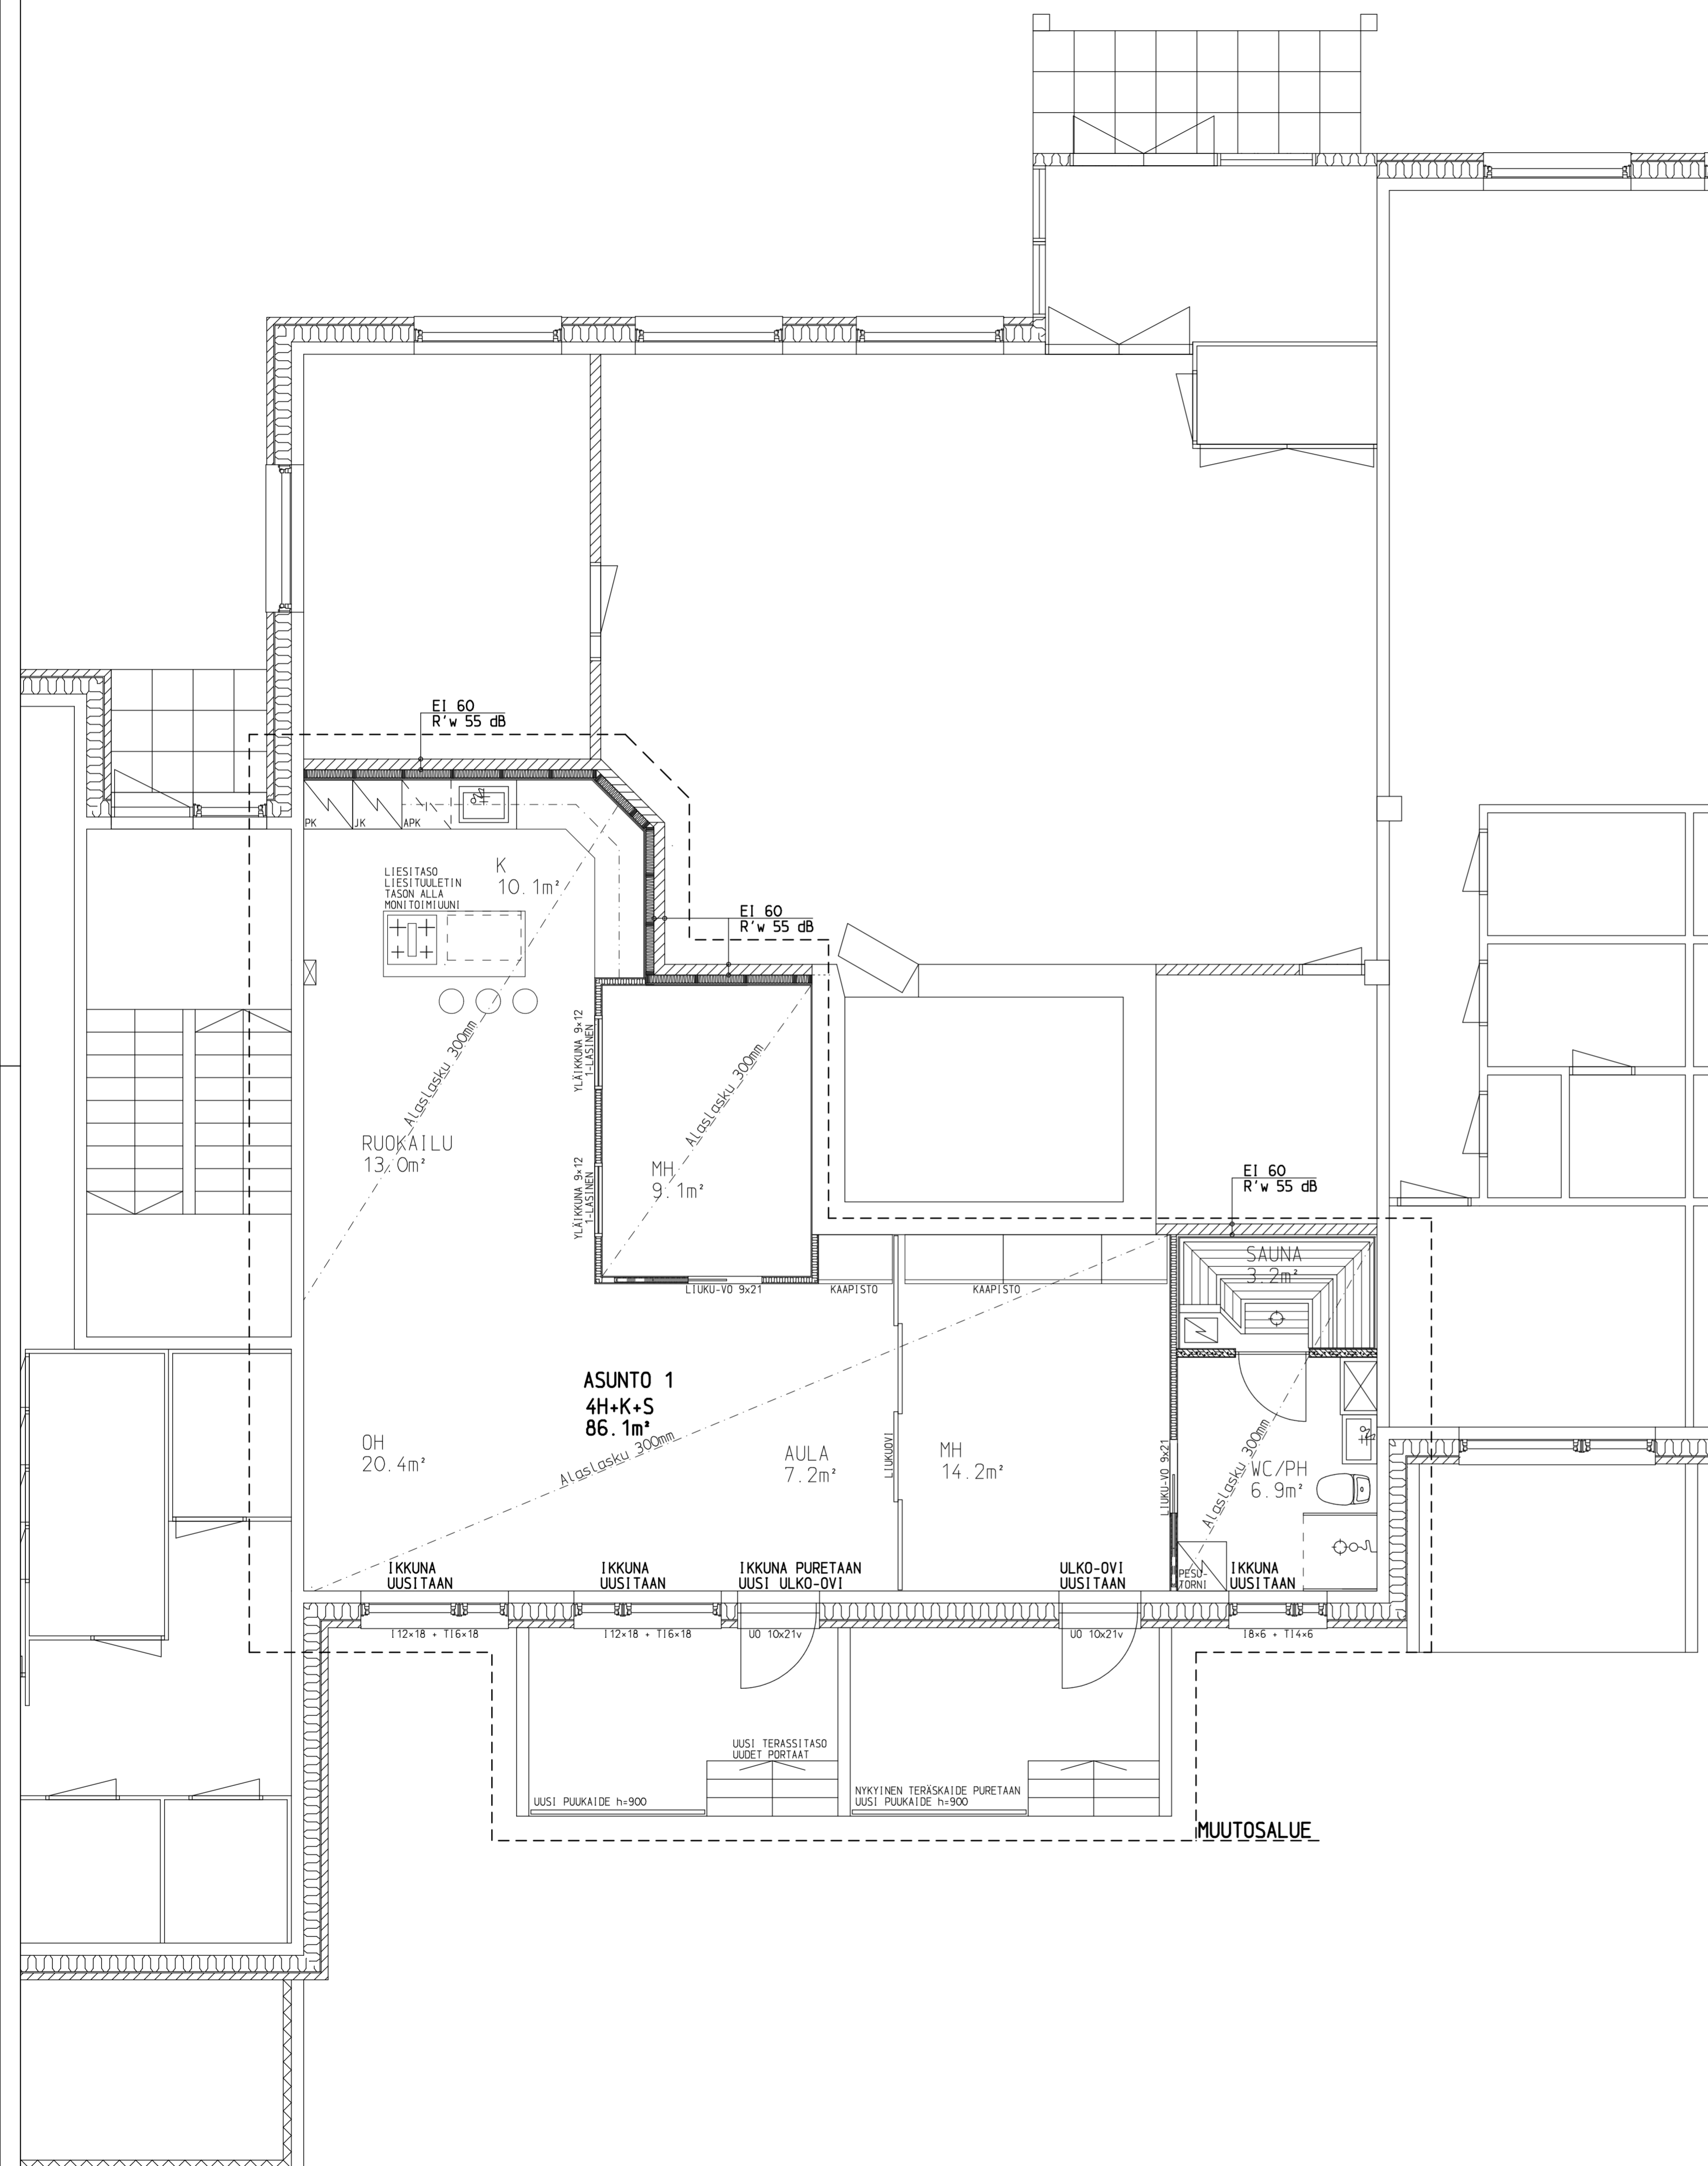 EI 60
R'w 55 dB
PK
JK
APK
LIESITASO
LIESITUULETIN
TASON ALLA
MONITOIMIUUNI
K
10.1m²
EI 60
R'w 55 dB
YLÄIKKUNA 9x12
1-LASINEN
Alaslasku 300mm
Alaslasku 300mm
RUOKAILU
13.0m²
YLÄIKKUNA 9x12
1-LASINEN
MH
9.1m²
EI 60
R'w 55 dB
SAUNA
3.2m²
LIUKU-VO 9x21
KAAPISTO
KAAPISTO
ASUNTO 1
4H+K+S
86.1m²
OH
20.4m²
Alaslasku 300mm
AULA
7.2m²
LIUKUOVI
MH
14.2m²
LIUKU-VO 9x21
Alaslasku 300mm
WC/PH
6.9m²
IKKUNA
UUSITAAN
IKKUNA
UUSITAAN
IKKUNA PURETAAN
UUSI ULKO-OVI
ULKO-OVI
UUSITAAN
PESU-
TORNI
IKKUNA
UUSITAAN
I12x18 + TI6x18
I12x18 + TI6x18
UO 10x21v
UO 10x21v
I8x6 + TI4x6
UUSI TERASSITASO
UUDET PORTAAT
UUSI PUUKAIDE h=900
NYKYINEN TERÄSKAIDE PURETAAN
UUSI PUUKAIDE h=900
MUUTOSALUE